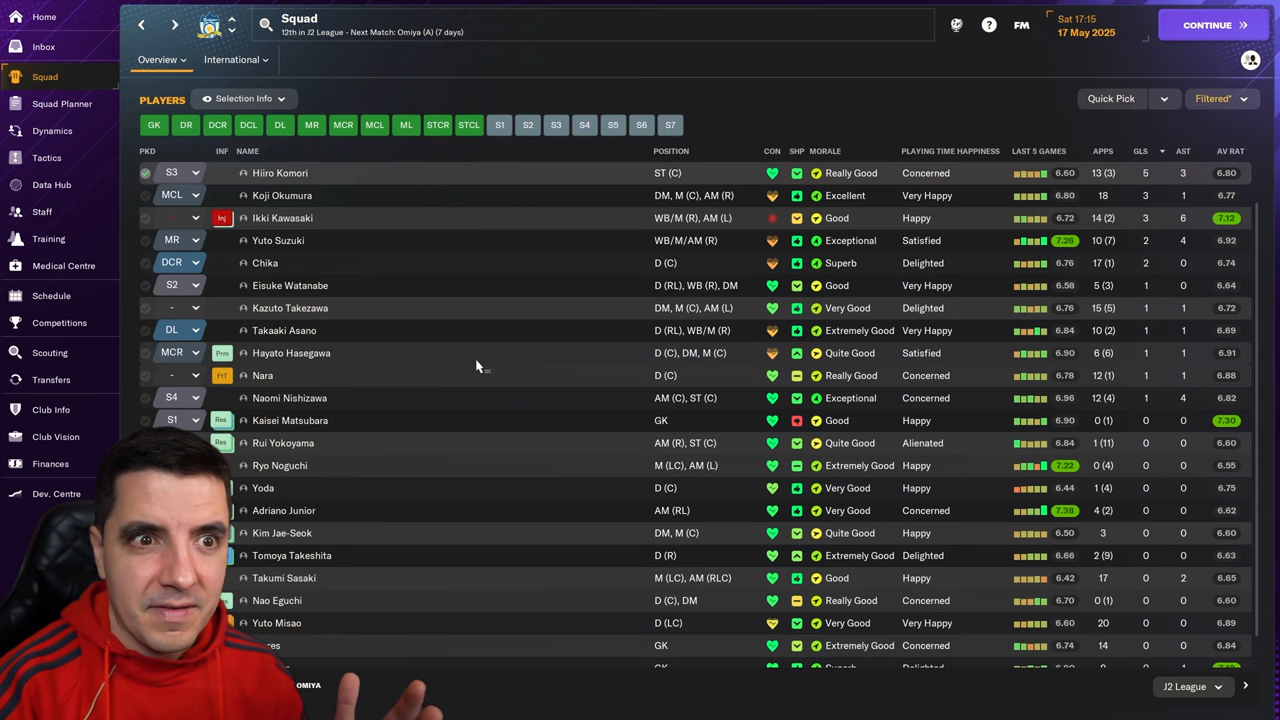 Home
Inbox
Squad
Squad Planner
Dynamics
Tactics
Data Hub
Staff
Training
Medical Centre
Schedule
Competitions
Scouting
Transfers
Club Info
Club Vision
Finances
Dev. Centre
Squad
12th in J2 League - Next Match: Omiya (A) (7 days)
FM
Sat 17:15
17 May 2025
CONTINUE
Overview
International
PLAYERS
Selection Info
Quick Pick
Filtered*
GK DR DCR DCL DL MR MCR MCL ML STCR STCL S1 S2 S3 S4 S5 S6 S7
PKD INF NAME POSITION CON SHP MORALE PLAYING TIME HAPPINESS LAST 5 GAMES APPS GLS AST AV RAT
S3 Hiiro Komori ST (C) Really Good Concerned 6.60 13 (3) 5 3 6.80
MCL Koji Okumura DM, M (C), AM (R) Excellent Happy 6.80 18 3 1 6.77
- Inj Ikki Kawasaki WB/M (R), AM (L) Good Happy 6.72 14 (2) 3 6 7.12
MR Yuto Suzuki WB/M/AM (R) Exceptional Satisfied 7.26 10 (7) 2 4 6.92
DCR Chika D (C) Superb Delighted 6.76 17 (1) 2 0 6.74
S2 Eisuke Watanabe D (RL), WB (R), DM Good Very Happy 6.58 5 (3) 1 0 6.64
- Kazuto Takezawa DM, M (C), AM (L) Very Good Delighted 6.76 15 (5) 1 1 6.72
DL Takaaki Asano D (RL), WB/M (R) Extremely Good Very Happy 6.84 10 (2) 1 1 6.69
MCR Prm Hayato Hasegawa D (C), DM, M (C) Quite Good Satisfied 6.90 6 (6) 1 1 6.91
- FtT Nara D (C) Really Good Concerned 6.78 12 (1) 1 0 6.88
S4 Naomi Nishizawa AM (C), ST (C) Exceptional Concerned 6.96 12 (4) 1 4 6.82
S1 Res Kaisei Matsubara GK Good Happy 6.90 0 (1) 0 0 7.30
Res Rui Yokoyama AM (R), ST (C) Quite Good Alienated 6.84 1 (11) 0 0 6.60
Ryo Noguchi M (LC), AM (L) Extremely Good Happy 7.22 0 (4) 0 0 6.55
Yoda D (C) Very Good Concerned 6.44 1 (4) 0 0 6.75
Adriano Junior AM (RL) Very Good Concerned 7.38 4 (2) 0 0 6.62
Kim Jae-Seok DM, M (C) Quite Good Happy 6.50 3 0 0 6.60
Tomoya Takeshita D (R) Extremely Good Delighted 6.66 2 (9) 0 0 6.63
Takumi Sasaki M (LC), AM (RLC) Good Happy 6.42 17 0 2 6.65
Nao Eguchi D (C), DM Really Good Concerned 6.70 0 (1) 0 0 6.60
Yuto Misao D (LC) Very Good Very Happy 6.60 20 0 0 6.89
GK Extremely Good Concerned 6.74 14 0 0 6.84
OMIYA
J2 League